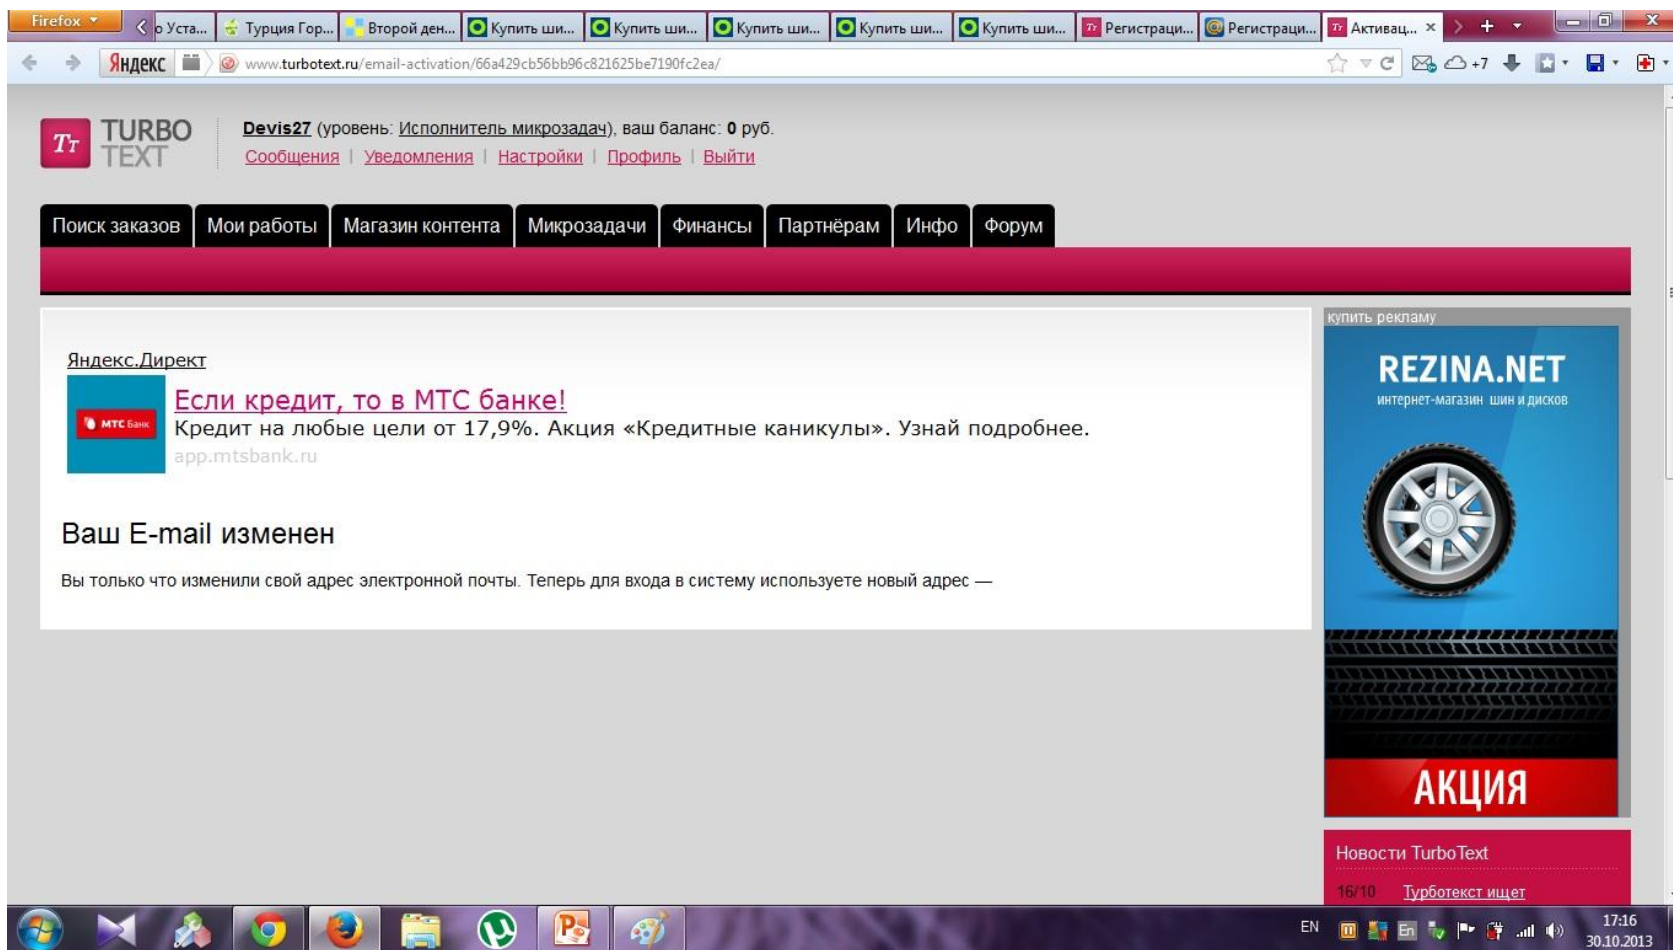 Firefox
о Уста...
Турция Гор...
Второй ден...
Купить ши...
Купить ши...
Купить ши...
Купить ши...
Купить ши...
Регистраци...
Регистраци...
Активац...
Яндекс
www.turbotext.ru/email-activation/66a429cb56bb96c821625be7190fc2ea/
+7
Tт TURBO TEXT
Devis27 (уровень: Исполнитель микрозадач), ваш баланс: 0 руб.
Сообщения | Уведомления | Настройки | Профиль | Выйти
Поиск заказов
Мои работы
Магазин контента
Микрозадачи
Финансы
Партнёрам
Инфо
Форум
Яндекс.Директ
МТС Банк
Если кредит, то в МТС банке!
Кредит на любые цели от 17,9%. Акция «Кредитные каникулы». Узнай подробнее.
app.mtsbank.ru
Ваш E-mail изменен
Вы только что изменили свой адрес электронной почты. Теперь для входа в систему используете новый адрес —
купить рекламу
REZINA.NET
интернет-магазин шин и дисков
АКЦИЯ
Новости TurboText
16/10 Турботекст ищет
EN
En
17:16
30.10.2013